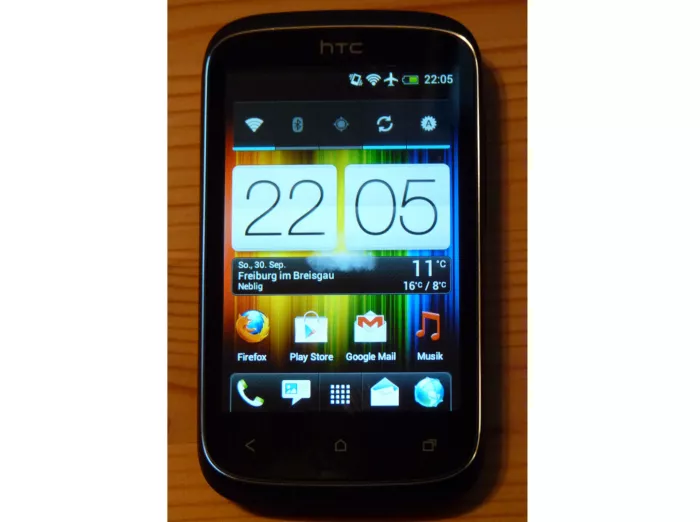 hTC
22:05
A
22 05
So., 30. Sep.
11°C
Freiburg im Breisgau
Neblig
16°C / 8°C
Firefox Play Store Google Mail Musik